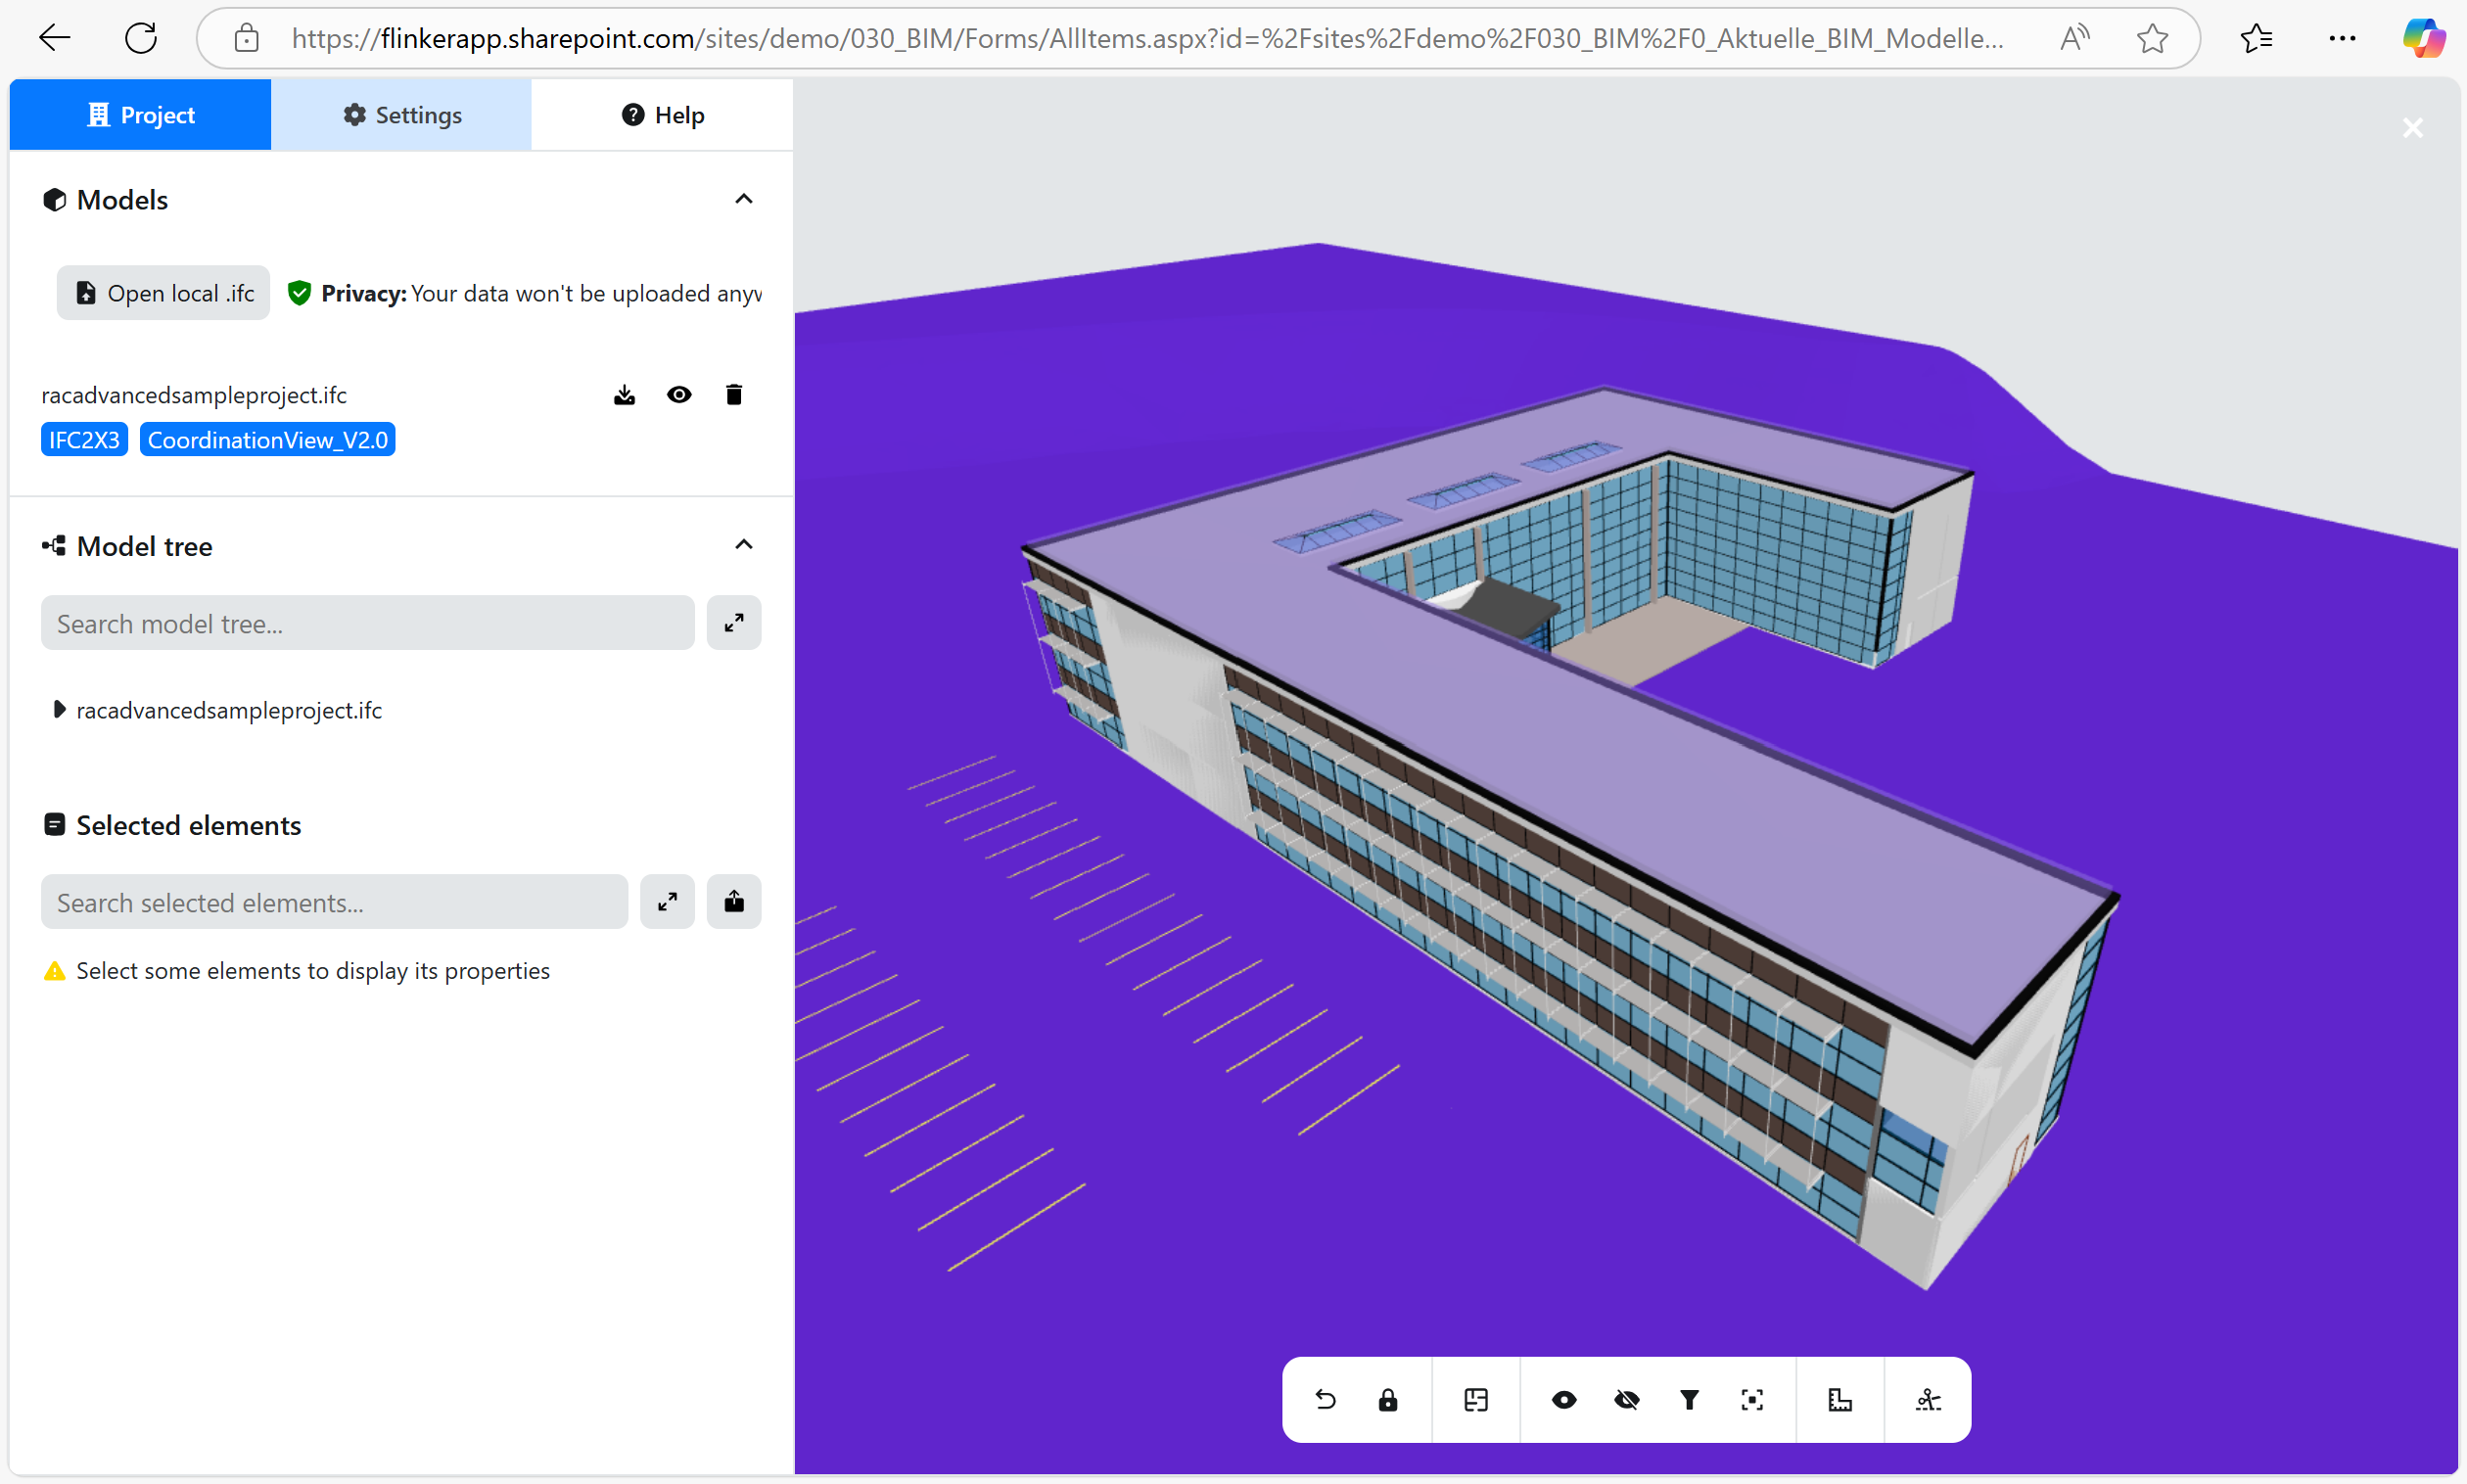 https://flinkerapp.sharepoint.com/sites/demo/030_BIM/Forms/AllItems.aspx?id=%2Fsites%2Fdemo%2F030_BIM%2F0_Aktuelle_BIM_Modelle...
Project
Settings
Help
Models
Open local .ifc
Privacy: Your data won't be uploaded
racadvancedsampleproject.ifc
IFC2X3
CoordinationView_V2.0
Model tree
Search model tree...
racadvancedsampleproject.ifc
Selected elements
Search selected elements...
Select some elements to display its properties